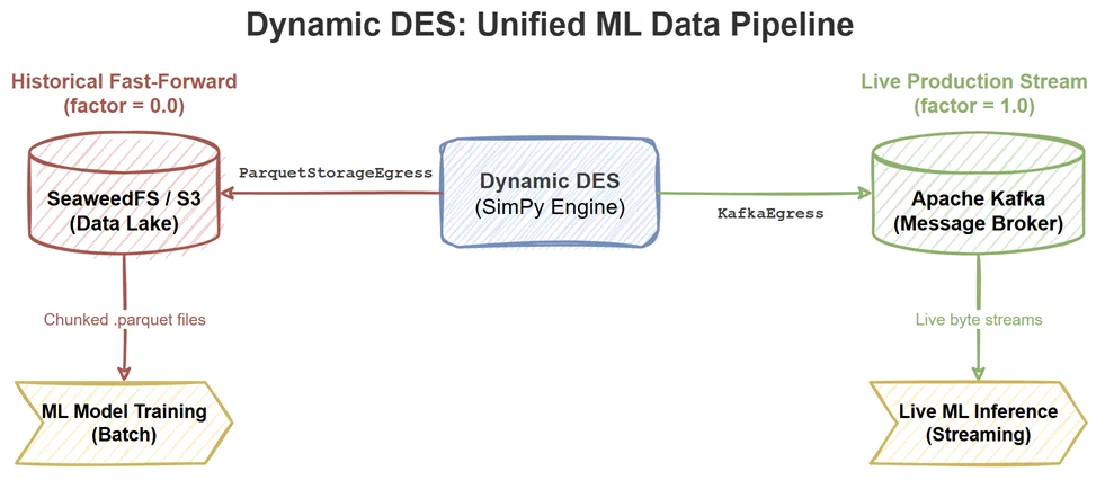 Dynamic DES: Unified ML Data Pipeline
Historical Fast-Forward
(factor = 0.0)
Live Production Stream
(factor = 1.0)
SeaweedFS / S3
(Data Lake)
ParquetStorageEgress
Dynamic DES
(SimPy Engine)
KafkaEgress
Apache Kafka
(Message Broker)
Chunked .parquet files
Live byte streams
ML Model Training
(Batch)
Live ML Inference
(Streaming)